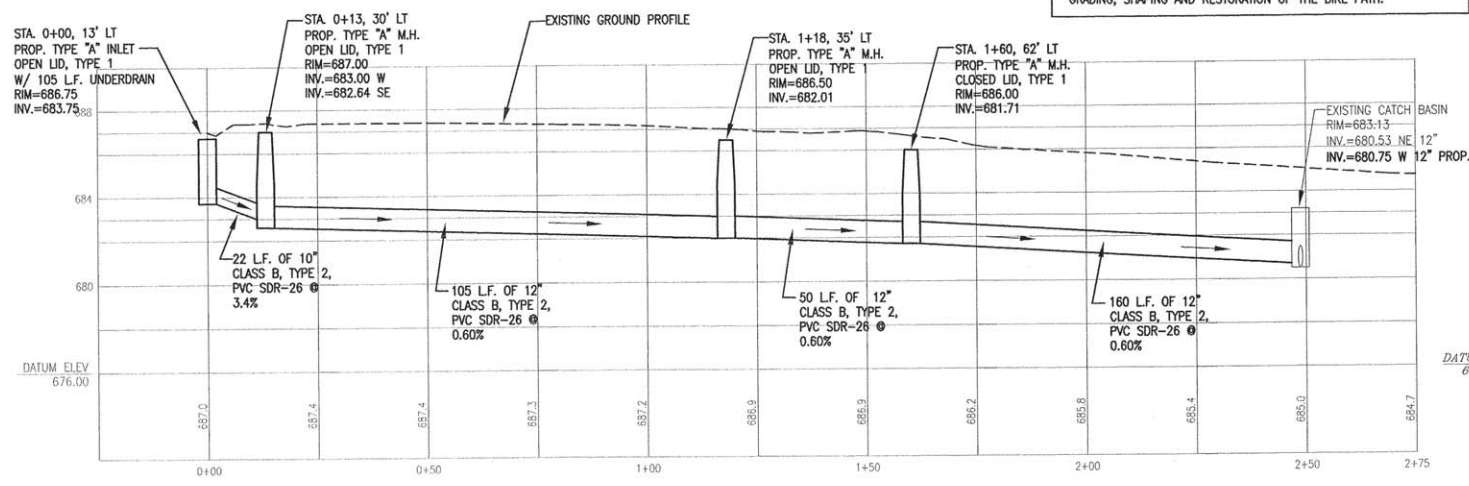 GRADING, SHAPING AND RESTORATION OF THE BIKE PATH.
STA. 0+00, 13' LT
PROP. TYPE "A" INLET
OPEN LID, TYPE 1
W/ 105 L.F. UNDERDRAIN
RIM=686.75
INV.=683.75
STA. 0+13, 30' LT
PROP. TYPE "A" M.H.
OPEN LID, TYPE 1
RIM=687.00
INV.=683.00 W
INV.=682.64 SE
EXISTING GROUND PROFILE
STA. 1+18, 35' LT
PROP. TYPE "A" M.H.
OPEN LID, TYPE 1
RIM=686.50
INV.=682.01
STA. 1+60, 62' LT
PROP. TYPE "A" M.H.
CLOSED LID, TYPE 1
RIM=686.00
INV.=681.71
EXISTING CATCH BASIN
RIM=683.13
INV.=680.53 NE 12"
INV.=680.75 W 12" PROP.
688
684
680
22 L.F. OF 10"
CLASS B, TYPE 2,
PVC SDR-26 @
3.4%
105 L.F. OF 12"
CLASS B, TYPE 2,
PVC SDR-26 @
0.60%
50 L.F. OF 12"
CLASS B, TYPE 2,
PVC SDR-26 @
0.60%
160 L.F. OF 12"
CLASS B, TYPE 2,
PVC SDR-26 @
0.60%
DATUM ELEV
676.00
687.0
687.4
687.4
687.3
687.2
686.9
686.9
686.2
685.8
685.4
685.0
684.7
0+00
0+50
1+00
1+50
2+00
2+50
2+75